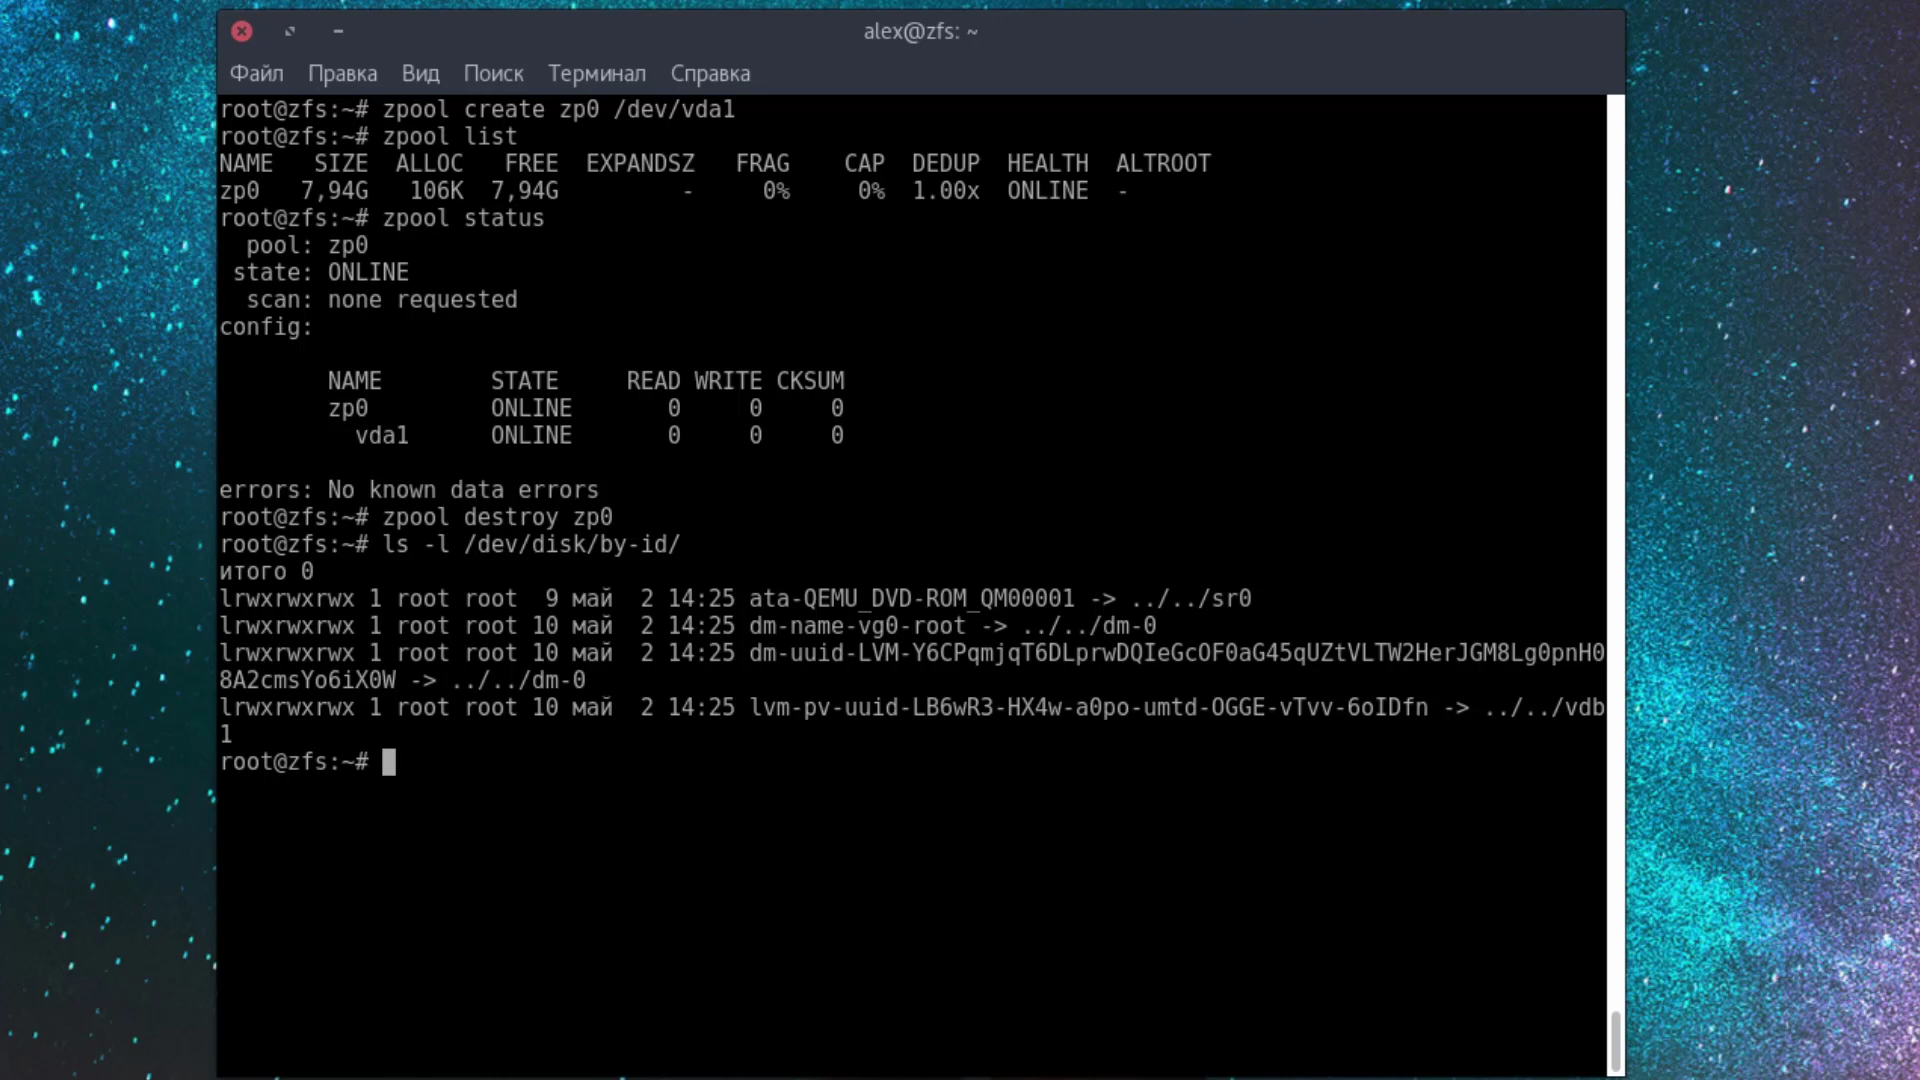 alex@zfs: ~
Файл Правка Вид Поиск Терминал Справка
root@zfs:~# zpool create zp0 /dev/vda1
root@zfs:~# zpool list
NAME   SIZE  ALLOC   FREE  EXPANDSZ   FRAG    CAP  DEDUP  HEALTH  ALTROOT
zp0   7,94G   106K  7,94G         -     0%     0%  1.00x  ONLINE  -
root@zfs:~# zpool status
  pool: zp0
 state: ONLINE
  scan: none requested
config:
        NAME        STATE     READ WRITE CKSUM
        zp0         ONLINE       0     0     0
          vda1      ONLINE       0     0     0
errors: No known data errors
root@zfs:~# zpool destroy zp0
root@zfs:~# ls -l /dev/disk/by-id/
итого 0
lrwxrwxrwx 1 root root  9 май  2 14:25 ata-QEMU_DVD-ROM_QM00001 -> ../../sr0
lrwxrwxrwx 1 root root 10 май  2 14:25 dm-name-vg0-root -> ../../dm-0
lrwxrwxrwx 1 root root 10 май  2 14:25 dm-uuid-LVM-Y6CPqmjqT6DLprwDQIeGcOF0aG45qUZtVLTW2HerJGM8Lg0pnH0
8A2cmsYo6iX0W -> ../../dm-0
lrwxrwxrwx 1 root root 10 май  2 14:25 lvm-pv-uuid-LB6wR3-HX4w-a0po-umtd-OGGE-vTvv-6oIDfn -> ../../vdb
1
root@zfs:~#